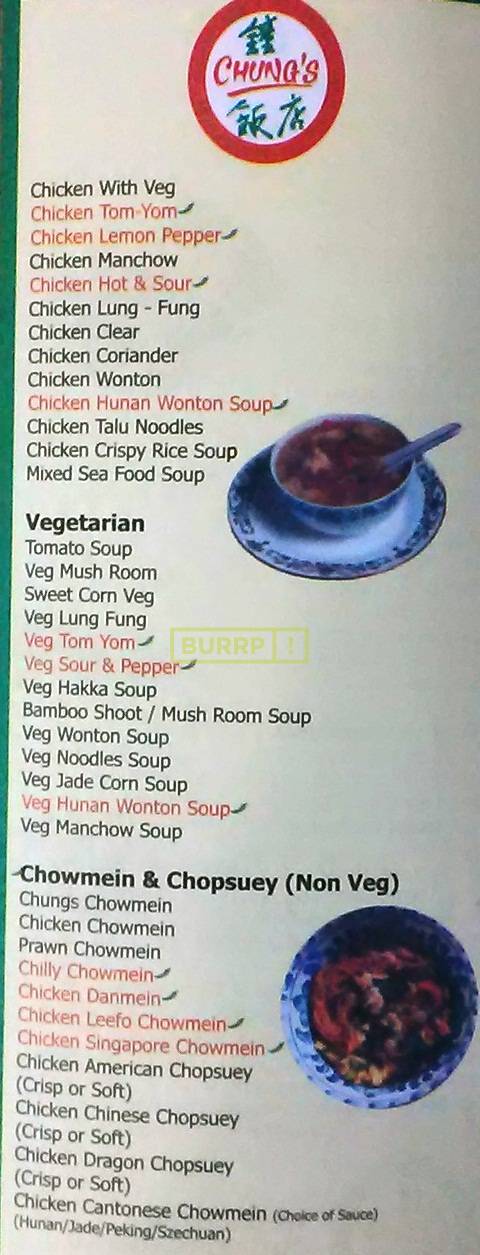 鍾
CHUNG'S
飯店
Chicken With Veg
Chicken Tom-Yom
Chicken Lemon Pepper
Chicken Manchow
Chicken Hot & Sour
Chicken Lung - Fung
Chicken Clear
Chicken Coriander
Chicken Wonton
Chicken Hunan Wonton Soup
Chicken Talu Noodles
Chicken Crispy Rice Soup
Mixed Sea Food Soup
Vegetarian
Tomato Soup
Veg Mush Room
Sweet Corn Veg
Veg Lung Fung
Veg Tom Yom
BURRP !
Veg Sour & Pepper
Veg Hakka Soup
Bamboo Shoot / Mush Room Soup
Veg Wonton Soup
Veg Noodles Soup
Veg Jade Corn Soup
Veg Hunan Wonton Soup
Veg Manchow Soup
Chowmein & Chopsuey (Non Veg)
Chungs Chowmein
Chicken Chowmein
Prawn Chowmein
Chilly Chowmein
Chicken Danmein
Chicken Leefo Chowmein
Chicken Singapore Chowmein
Chicken American Chopsuey
(Crisp or Soft)
Chicken Chinese Chopsuey
(Crisp or Soft)
Chicken Dragon Chopsuey
(Crisp or Soft)
Chicken Cantonese Chowmein (Choice of Sauce)
(Hunan/Jade/Peking/Szechuan)